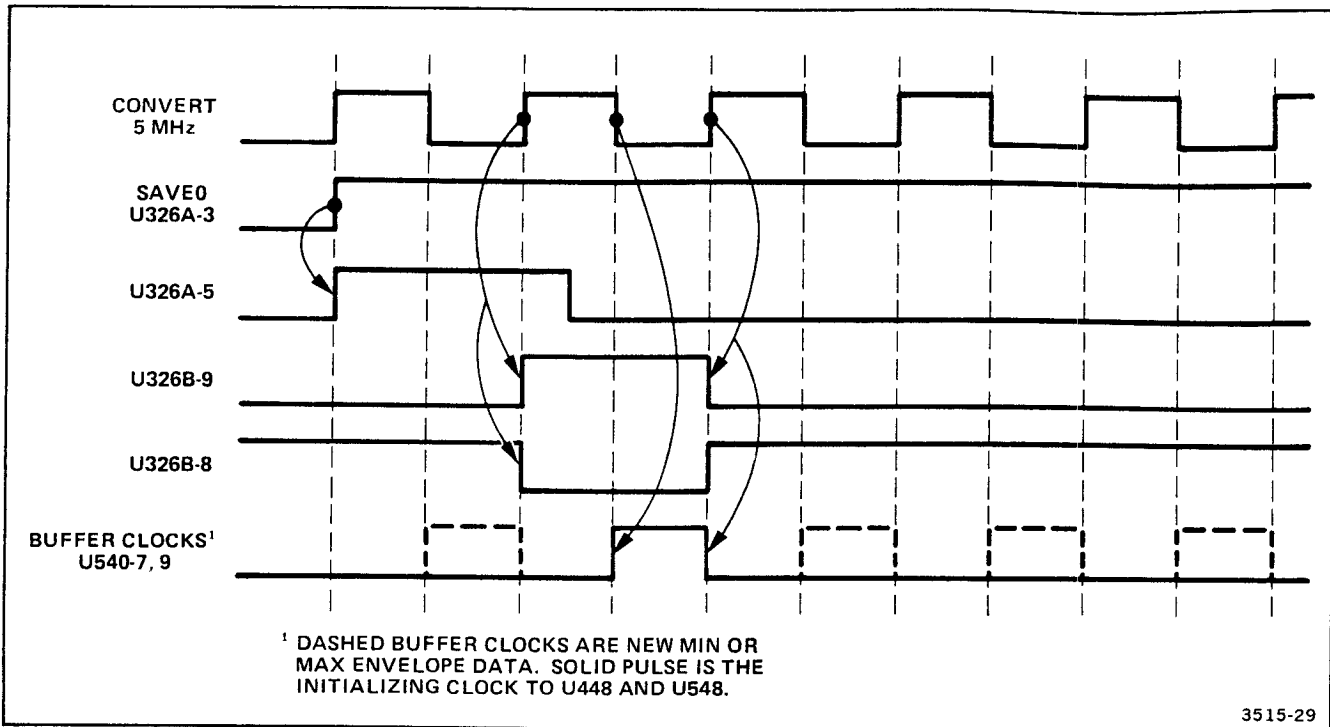 CONVERT
5 MHz
SAVE0
U326A-3
U326A-5
U326B-9
U326B-8
BUFFER CLOCKS¹
U540-7, 9
¹ DASHED BUFFER CLOCKS ARE NEW MIN OR
MAX ENVELOPE DATA. SOLID PULSE IS THE
INITIALIZING CLOCK TO U448 AND U548.
3515-29